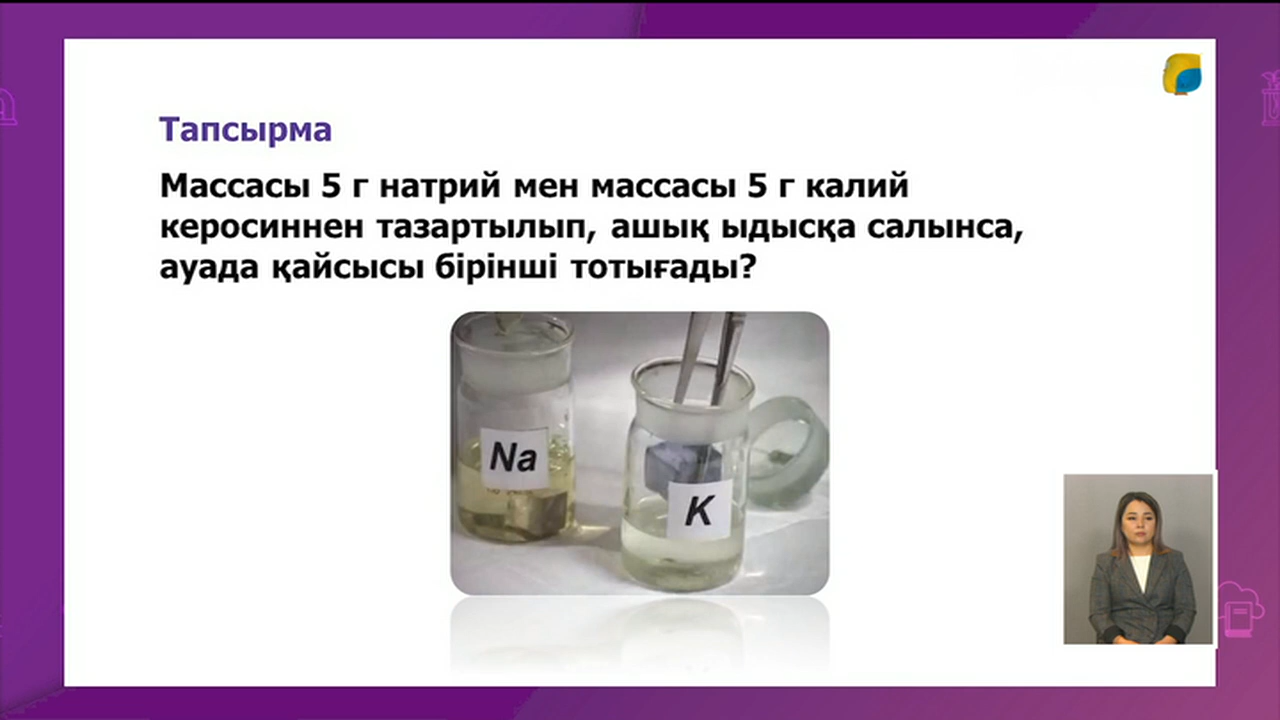 Тапсырма
Массасы 5 г натрий мен массасы 5 г калий
керосиннен тазартылып, ашық ыдысқа салынса,
ауада қайсысы бірінші тотығады?
Na
K